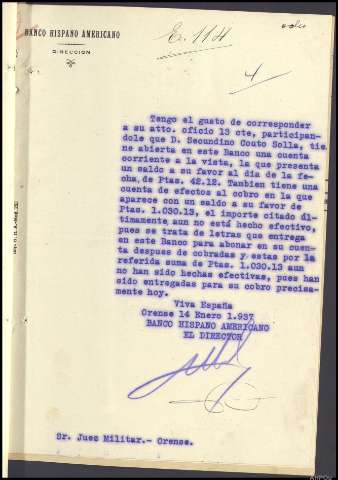 BANCO HISPANO AMERICANO
DIRECCION
E. 114
4
Tengo el gusto de corresponder
a su atto. oficio 13 cte, participan-
dole que D. Secundino Couto Solla, tie
ne abierta en este Banco una cuenta
corriente a la vista, la que presenta
un saldo a su favor al dia de la fe-
cha, de Ptas. 42.12. Tambien tiene una
cuenta de efectos al cobro en la que
aparece con un saldo a su favor de
Ptas. 1.030.13, el importe citado úl-
timamente, aun no está hecho efectivo,
pues se trata de letras que entrega
en este Banco para abonar en su cuen-
ta despues de cobradas y estas por la
referida suma de Ptas. 1.030.13 aun
no han sido hechas efectivas, pues han
sido entregadas para su cobro precisa-
mente hoy.
Viva España
Orense 14 Enero 1.937
BANCO HISPANO AMERICANO
EL DIRECTOR
Sr. Juez Militar.- Orense.